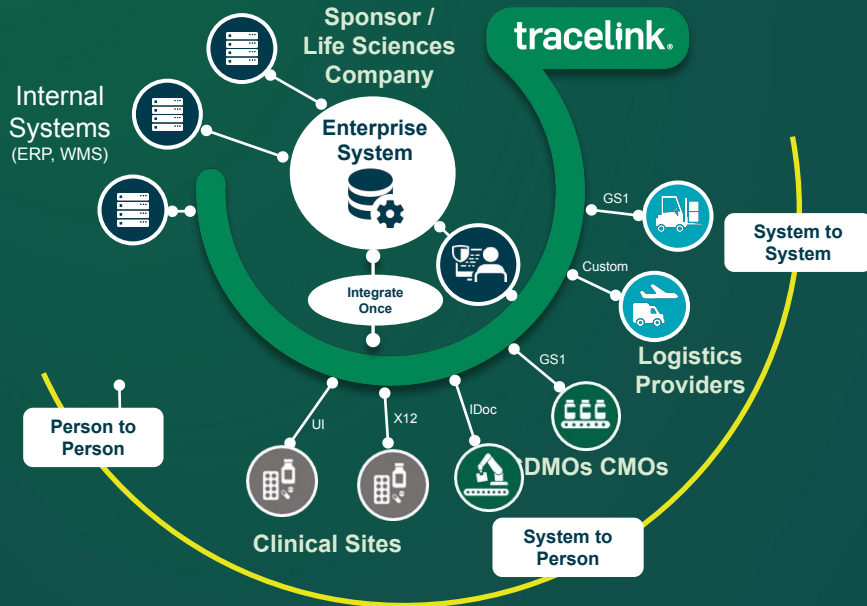 Sponsor /
Life Sciences
Company
tracelink.
Internal
Systems
(ERP, WMS)
Enterprise
System
Integrate
Once
GS1
System to
System
Custom
Logistics
Providers
GS1
IDoc
X12
UI
Person to
Person
DMOs CMOs
Clinical Sites
System to
Person